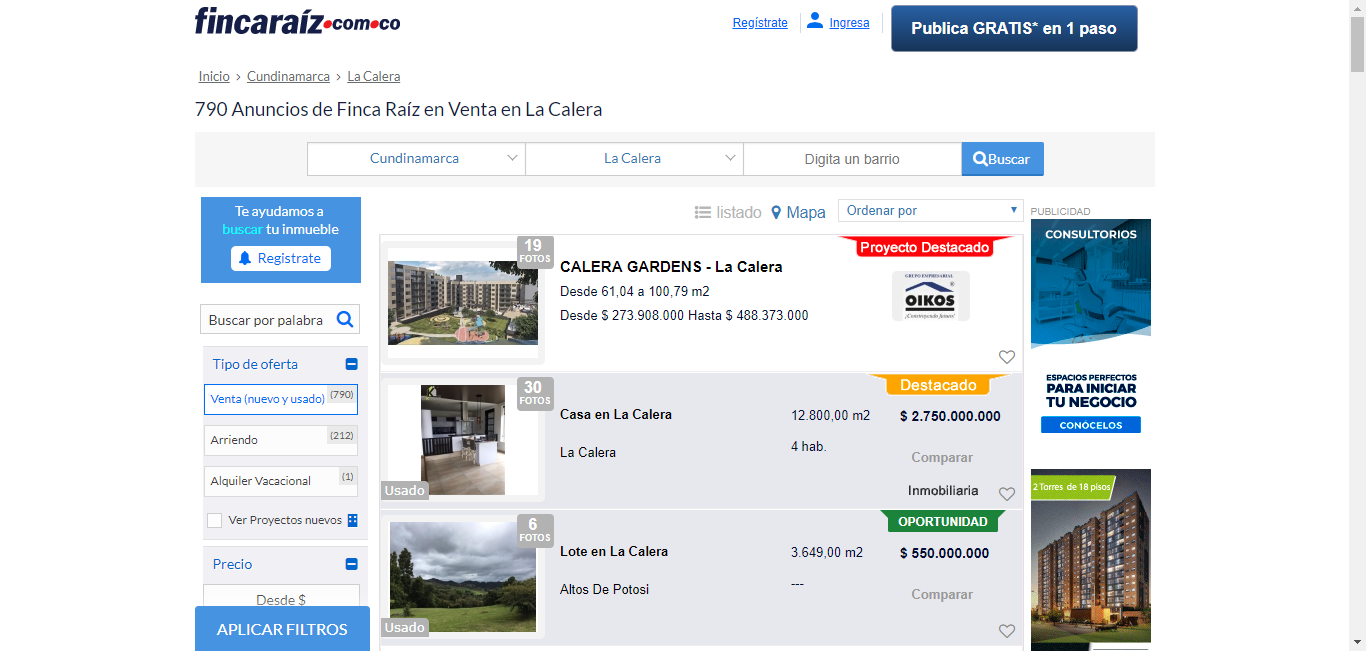 fincaraíz.com.co
Regístrate
Ingresa
Publica GRATIS* en 1 paso
Inicio › Cundinamarca › La Calera
790 Anuncios de Finca Raíz en Venta en La Calera
Cundinamarca
La Calera
Digita un barrio
Buscar
Te ayudamos a
buscar tu inmueble
Registrate
Buscar por palabra
Tipo de oferta
Venta (nuevo y usado) (790)
Arriendo (212)
Alquiler Vacacional (1)
Ver Proyectos nuevos
Precio
Desde $
APLICAR FILTROS
listado
Mapa
Ordenar por
19
FOTOS
CALERA GARDENS - La Calera
Desde 61,04 a 100,79 m2
Desde $ 273.908.000 Hasta $ 488.373.000
Proyecto Destacado
GRUPO EMPRESARIAL
OIKOS
¡Construyendo futuro!
30
FOTOS
Usado
Casa en La Calera
La Calera
12.800,00 m2
4 hab.
Destacado
$ 2.750.000.000
Comparar
Inmobiliaria
6
FOTOS
Usado
Lote en La Calera
Altos De Potosi
3.649,00 m2
---
OPORTUNIDAD
$ 550.000.000
Comparar
PUBLICIDAD
CONSULTORIOS
ESPACIOS PERFECTOS
PARA INICIAR
TU NEGOCIO
CONÓCELOS
2 Torres de 18 pisos